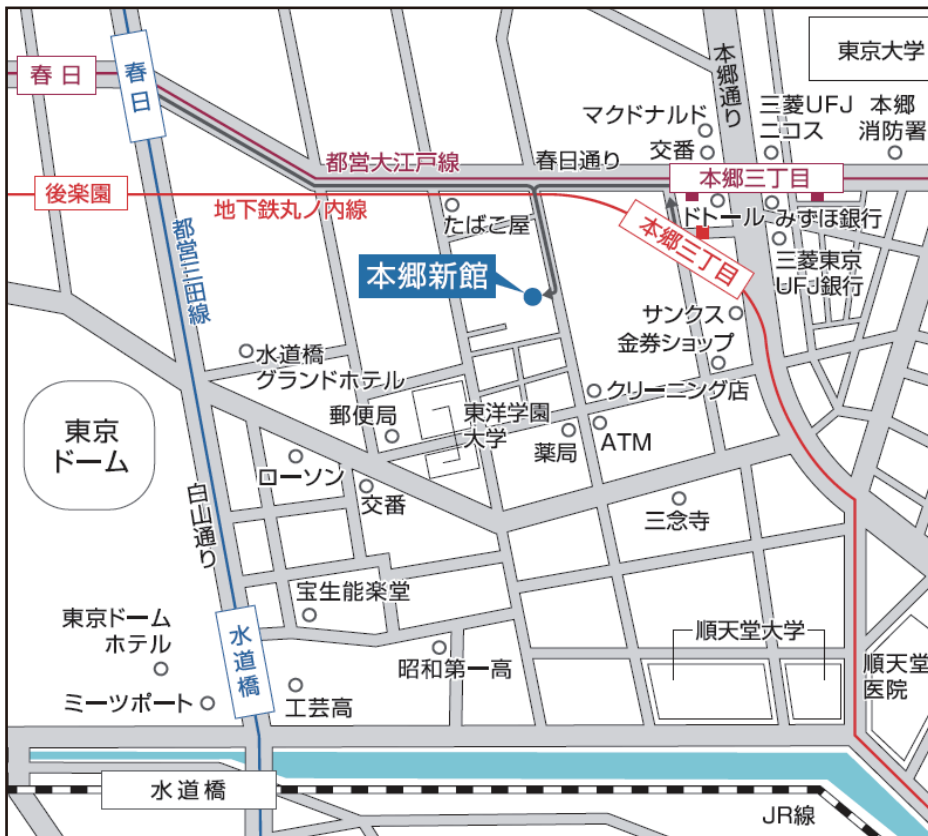 東京大学
春日
春日
本郷通り
マクドナルド
三菱UFJ
ニコス
本郷
消防署
交番
都営大江戸線
春日通り
本郷三丁目
後楽園
地下鉄丸ノ内線
たばこ屋
ドトール
みずほ銀行
本郷三丁目
都営三田線
本郷新館
三菱東京
UFJ銀行
サンクス
金券ショップ
水道橋
グランドホテル
クリーニング店
東京
ドーム
郵便局
東洋学園
大学
薬局
ATM
ローソン
交番
白山通り
三念寺
宝生能楽堂
東京ドーム
ホテル
水道橋
昭和第一高
順天堂大学
順天堂
医院
ミーツポート
工芸高
水道橋
JR線